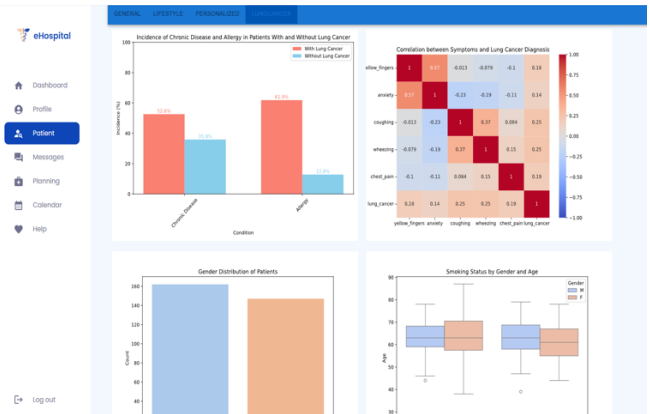 GENERAL LIFESTYLE PERSONALIZED
eHospital
Dashboard
Profile
Patient
Messages
Planning
Calendar
Help
Log out
Incidence of Chronic Disease and Allergy in Patients With and Without Lung Cancer
With Lung Cancer
Without Lung Cancer
Incidence (%)
100
80
60
40
20
0
Chronic Disease
Allergy
Condition
Correlation between Symptoms and Lung Cancer Diagnosis
yellow_fingers 1 0.57 -0.013 -0.079 -0.1 0.18
anxiety 0.57 1 -0.23 -0.19 -0.11 0.14
coughing -0.013 -0.23 1 0.37 0.084 0.25
wheezing -0.079 -0.19 0.37 1 0.15 0.25
chest_pain -0.1 -0.11 0.084 0.15 1 0.19
lung_cancer 0.18 0.14 0.25 0.25 0.19 1
yellow_fingers anxiety coughing wheezing chest_pain lung_cancer
1.00
0.75
0.50
0.25
0.00
-0.25
-0.50
-0.75
-1.00
Gender Distribution of Patients
Count
160
140
120
100
80
60
40
Smoking Status by Gender and Age
Gender
M
F
Age
90
80
70
60
50
40
30